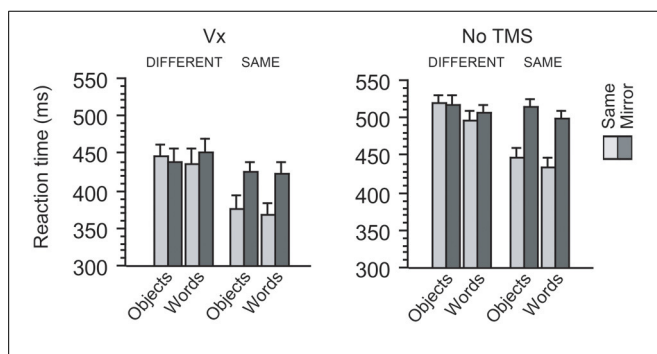 Vx
DIFFERENT SAME
Reaction time (ms)
550
500
450
400
350
300
Objects
Words
Objects
Words
No TMS
DIFFERENT SAME
550
500
450
400
350
300
Objects
Words
Objects
Words
Same
Mirror